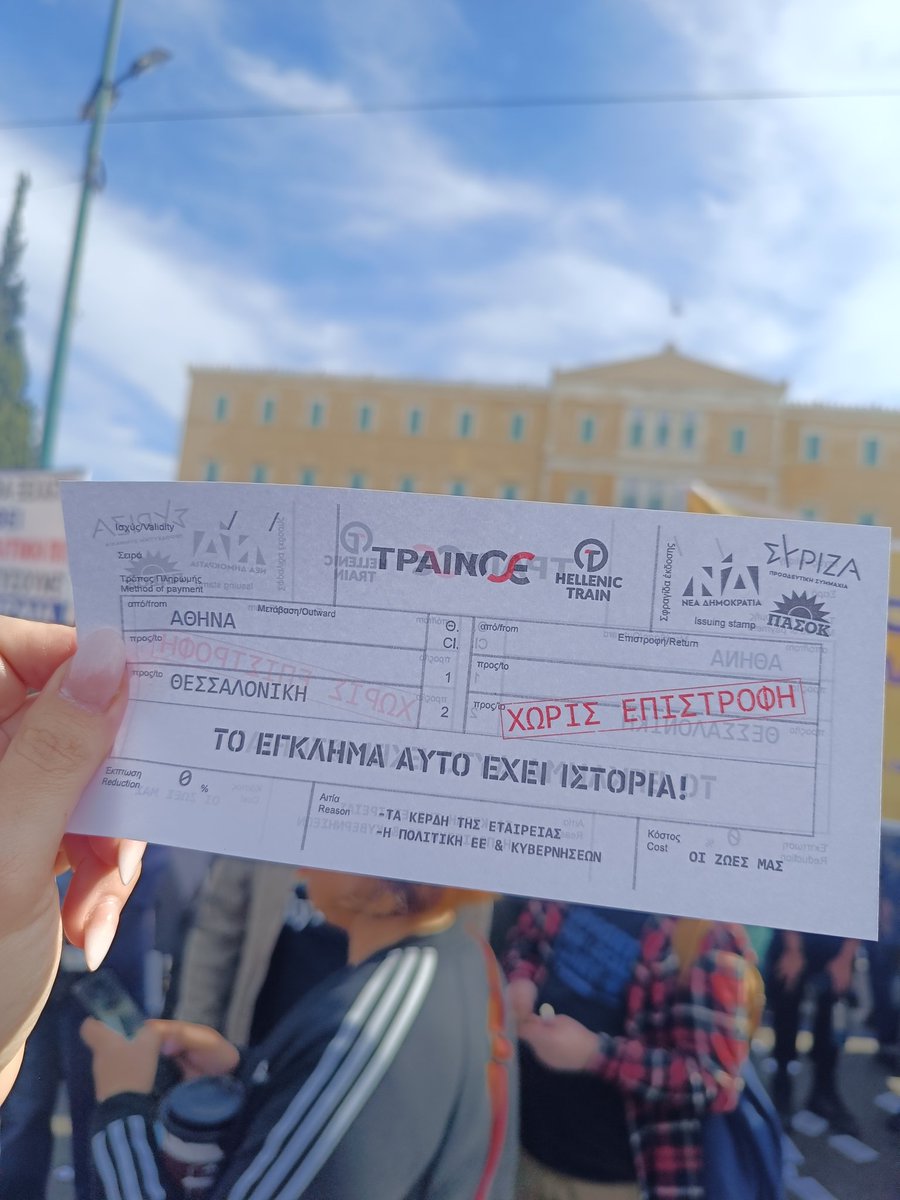 Ισχύς/Validity
Σειρά
Τρόπος Πληρωμής
Method of payment
ΤΡΑΙΝΟΣΕ
HELLENIC
TRAIN
Σφραγίδα έκδοσης
ΝΔ
ΝΕΑ ΔΗΜΟΚΡΑΤΙΑ
ΣΥΡΙΖΑ
ΠΡΟΟΔΕΥΤΙΚΗ ΣΥΜΜΑΧΙΑ
Issuing stamp
ΠΑΣΟΚ
από/from
Μετάβαση/Outward
Θ.
Cl.
από/from
Επιστροφή/Return
ΑΘΗΝΑ
προς/to
1
προς/to
προς/to
ΘΕΣΣΑΛΟΝΙΚΗ
2
προς/to
ΧΩΡΙΣ ΕΠΙΣΤΡΟΦΗ
ΤΟ ΕΓΚΛΗΜΑ ΑΥΤΟ ΕΧΕΙ ΙΣΤΟΡΙΑ!
Έκπτωση
Reduction
0 %
Αιτία
Reason
-ΤΑ ΚΕΡΔΗ ΤΗΣ ΕΤΑΙΡΕΙΑΣ
-Η ΠΟΛΙΤΙΚΗ ΕΕ & ΚΥΒΕΡΝΗΣΕΩΝ
Κόστος
Cost
ΟΙ ΖΩΕΣ ΜΑΣ